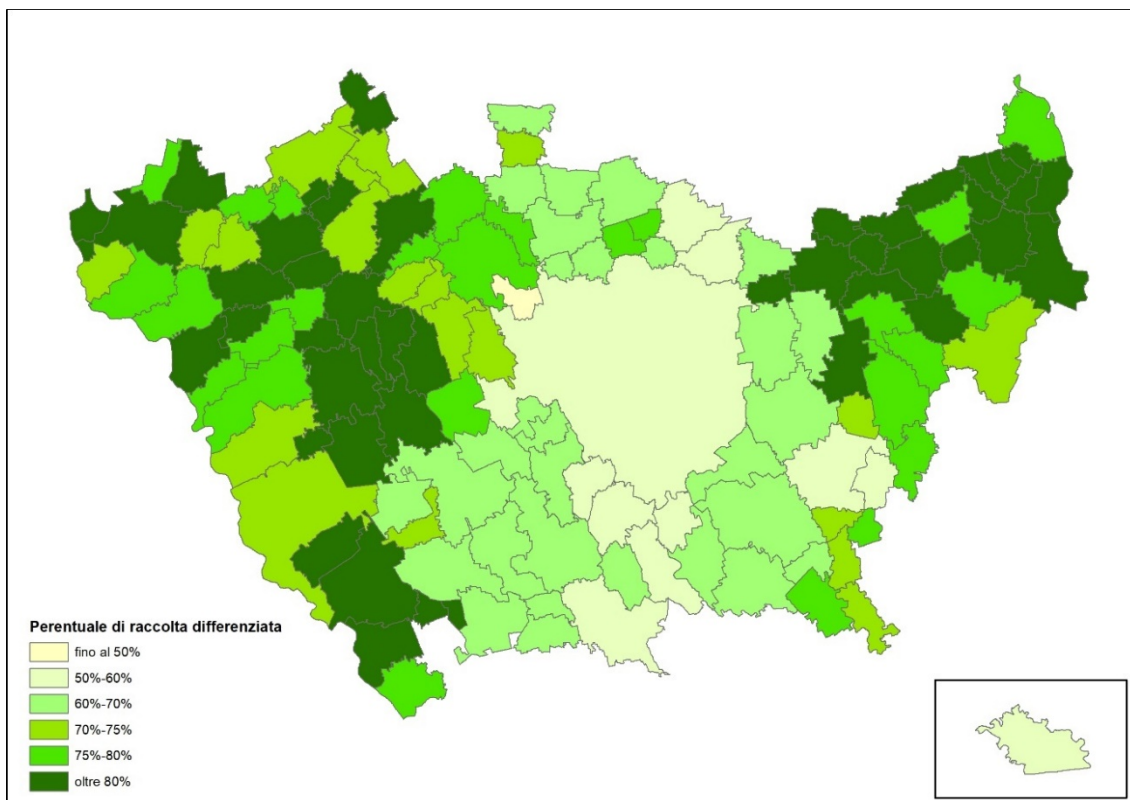 Perentuale di raccolta differenziata
fino al 50%
50%-60%
60%-70%
70%-75%
75%-80%
oltre 80%